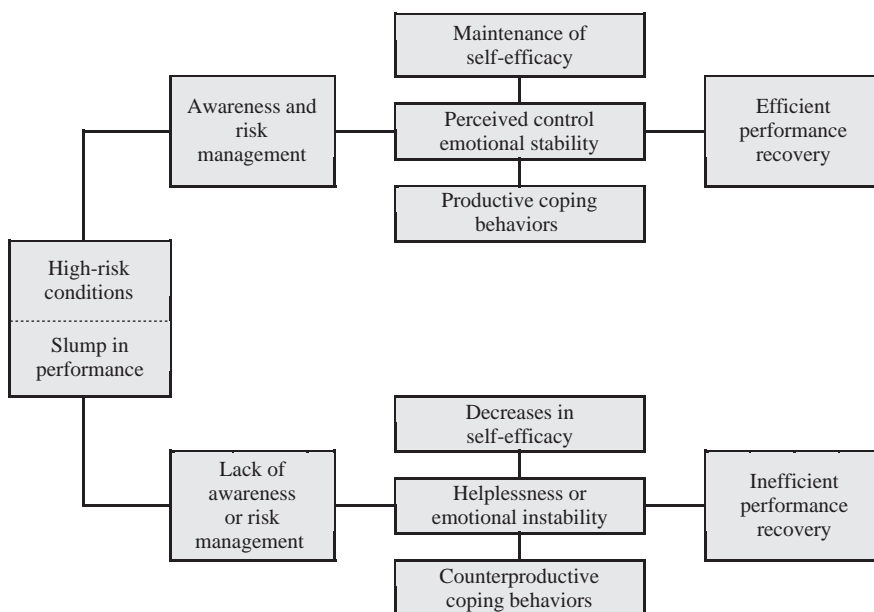 Maintenance of
self-efficacy
Awareness and
risk
management
Perceived control
emotional stability
Efficient
performance
recovery
Productive coping
behaviors
High-risk
conditions
Slump in
performance
Decreases in
self-efficacy
Lack of
awareness
or risk
management
Helplessness or
emotional instability
Inefficient
performance
recovery
Counterproductive
coping behaviors